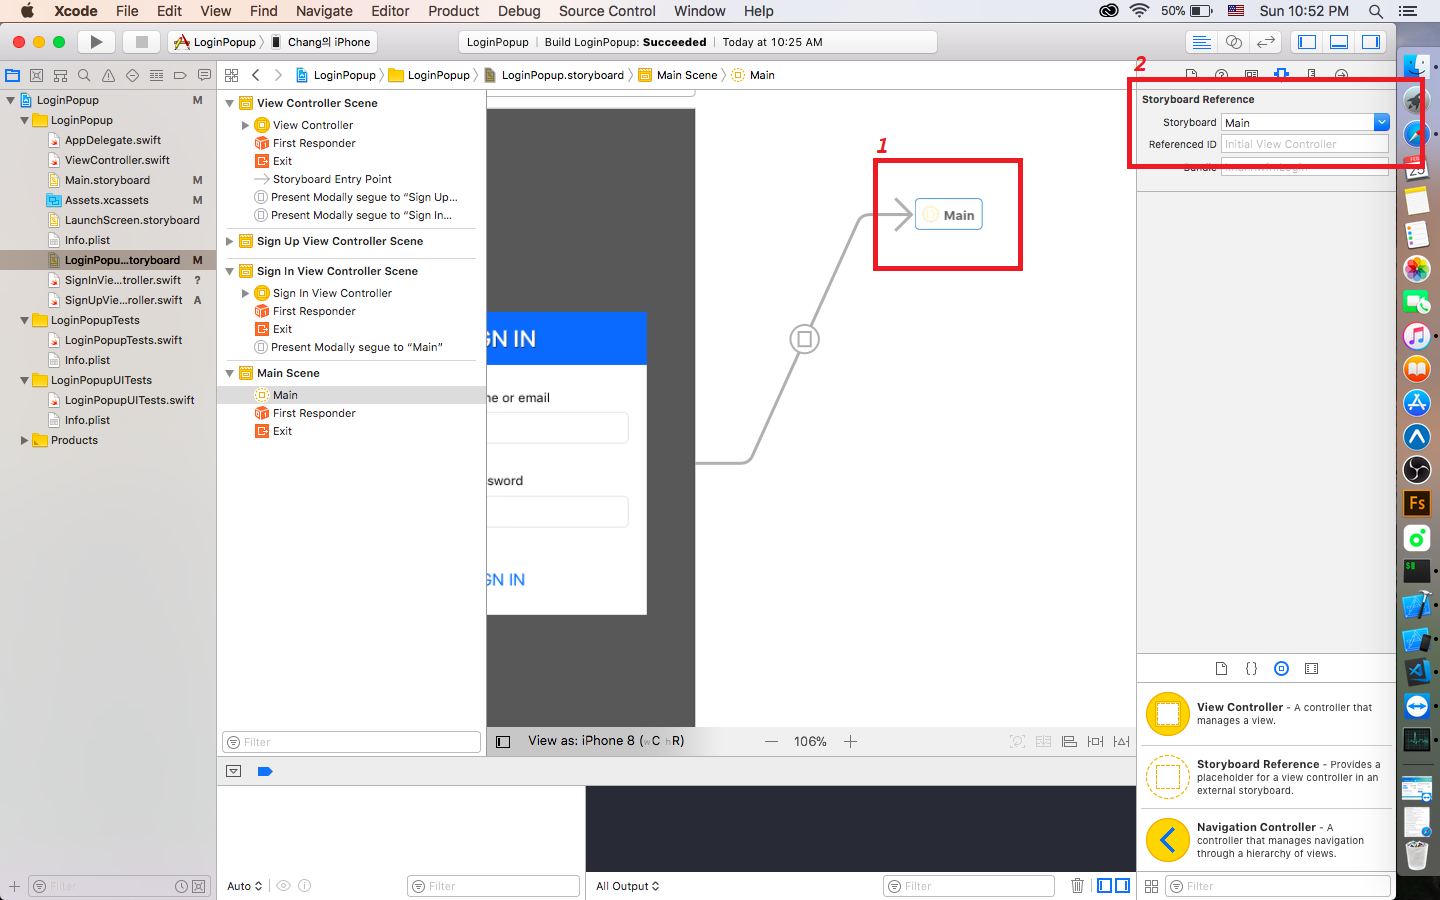 Xcode File Edit View Find Navigate Editor Product Debug Source Control Window Help 50% Sun 10:52 PM
LoginPopup Chang의 iPhone LoginPopup Build LoginPopup: Succeeded Today at 10:25 AM
LoginPopup LoginPopup LoginPopup.storyboard Main Scene Main
LoginPopup M
LoginPopup
AppDelegate.swift
ViewController.swift
Main.storyboard M
Assets.xcassets M
LaunchScreen.storyboard
Info.plist
LoginPopu...toryboard M
SignInVie...troller.swift ?
SignUpVie...roller.swift A
LoginPopupTests
LoginPopupTests.swift
Info.plist
LoginPopupUITests
LoginPopupUITests.swift
Info.plist
Products
Filter
View Controller Scene
View Controller
First Responder
Exit
Storyboard Entry Point
Present Modally segue to “Sign Up...
Present Modally segue to “Sign In...
Sign Up View Controller Scene
Sign In View Controller Scene
Sign In View Controller
First Responder
Exit
Present Modally segue to “Main”
Main Scene
Main
First Responder
Exit
Filter
GN IN
ne or email
sword
GN IN
1
Main
View as: iPhone 8 (wC hR) 106%
2
Storyboard Reference
Storyboard Main
Referenced ID Initial View Controller
Bundle
View Controller - A controller that
manages a view.
Storyboard Reference - Provides a
placeholder for a view controller in an
external storyboard.
Navigation Controller - A
controller that manages navigation
through a hierarchy of views.
Filter
Auto Filter All Output Filter
FEB
25
Fs